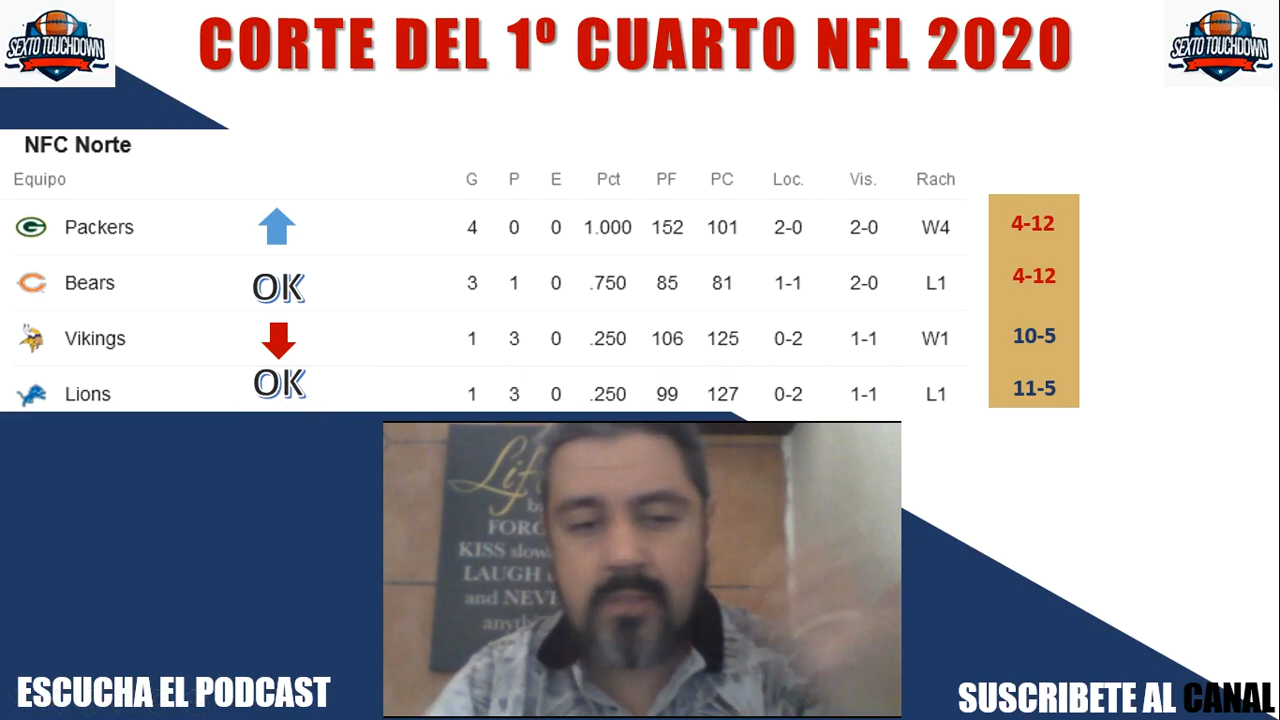 SEXTO TOUCHDOWN
CORTE DEL 1º CUARTO NFL 2020
SEXTO TOUCHDOWN
NFC Norte
Equipo G P E Pct PF PC Loc. Vis. Rach
Packers 4 0 0 1.000 152 101 2-0 2-0 W4 4-12
Bears OK 3 1 0 .750 85 81 1-1 2-0 L1 4-12
Vikings 1 3 0 .250 106 125 0-2 1-1 W1 10-5
Lions OK 1 3 0 .250 99 127 0-2 1-1 L1 11-5
KISS slow
LAUGH
and NEVE
ESCUCHA EL PODCAST
SUSCRIBETE AL CANAL